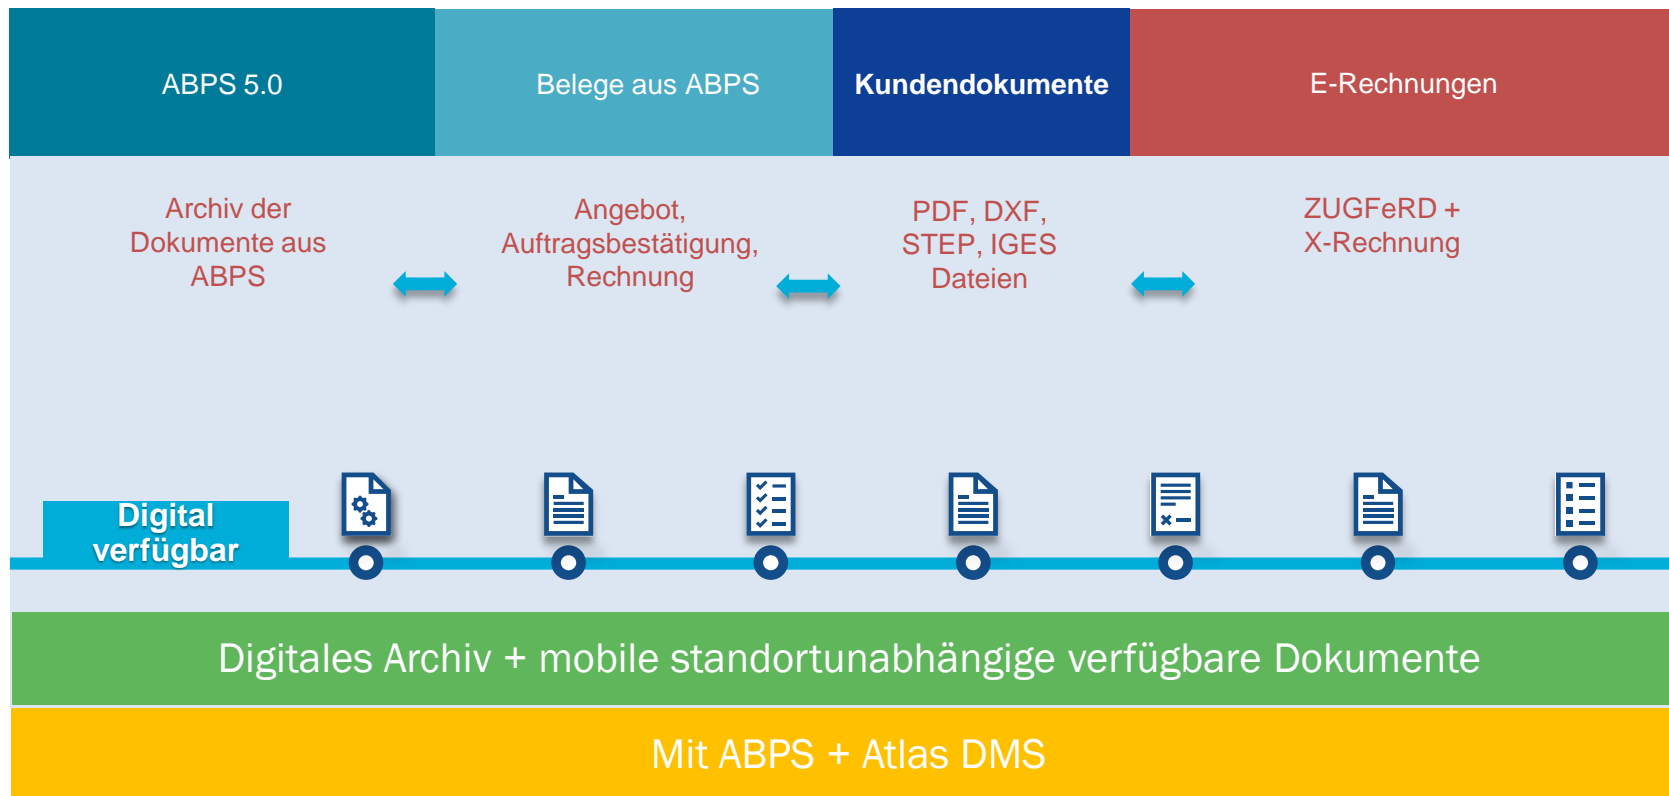 ABPS 5.0
Belege aus ABPS
Kundendokumente
E-Rechnungen
Archiv der
Dokumente aus
ABPS
Angebot,
Auftragsbestätigung,
Rechnung
PDF, DXF,
STEP, IGES
Dateien
ZUGFeRD +
X-Rechnung
Digital
verfügbar
Digitales Archiv + mobile standortunabhängige verfügbare Dokumente
Mit ABPS + Atlas DMS